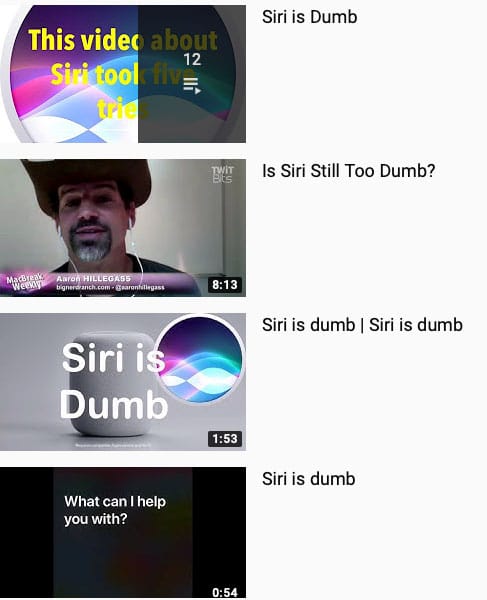 This video about
Siri took five
tries
12
Siri is Dumb
TWiT
Bits
MacBreak
Weekly
Aaron HILLEGASS
bignerdranch.com - @aaronhillegass
8:13
Is Siri Still Too Dumb?
Siri is
Dumb
1:53
Siri is dumb | Siri is dumb
What can I help
you with?
0:54
Siri is dumb